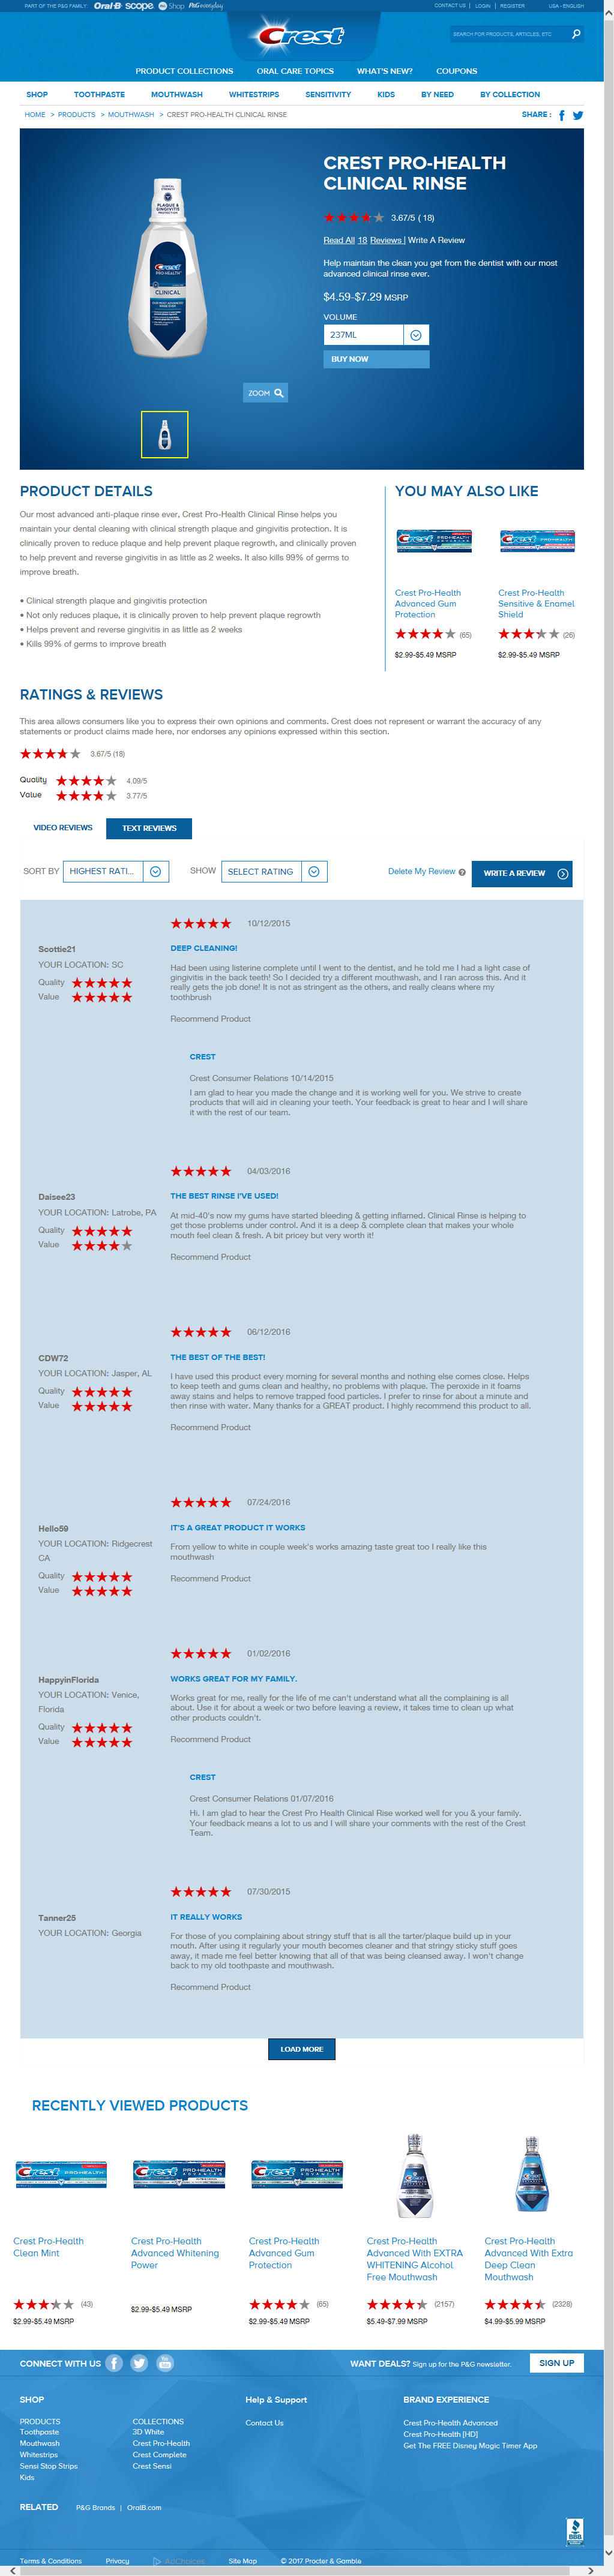 PART OF THE P&G FAMILY: Oral-B scope Shop P&G everyday
CONTACT US | LOGIN | REGISTER USA - ENGLISH
Crest
SEARCH FOR PRODUCTS, ARTICLES, ETC
PRODUCT COLLECTIONS ORAL CARE TOPICS WHAT'S NEW? COUPONS
SHOP TOOTHPASTE MOUTHWASH WHITESTRIPS SENSITIVITY KIDS BY NEED BY COLLECTION
HOME > PRODUCTS > MOUTHWASH > CREST PRO-HEALTH CLINICAL RINSE
SHARE :
CREST PRO-HEALTH
CLINICAL RINSE
3.67/5 ( 18)
Read All 18 Reviews | Write A Review
Help maintain the clean you get from the dentist with our most
advanced clinical rinse ever.
$4.59-$7.29 MSRP
VOLUME
237ML
BUY NOW
PLAQUE &
GINGIVITIS
Crest
PRO-HEALTH
CLINICAL
ZOOM
PRODUCT DETAILS
Our most advanced anti-plaque rinse ever, Crest Pro-Health Clinical Rinse helps you
maintain your dental cleaning with clinical strength plaque and gingivitis protection. It is
clinically proven to reduce plaque and help prevent plaque regrowth, and clinically proven
to help prevent and reverse gingivitis in as little as 2 weeks. It also kills 99% of germs to
improve breath.
• Clinical strength plaque and gingivitis protection
• Not only reduces plaque, it is clinically proven to help prevent plaque regrowth
• Helps prevent and reverse gingivitis in as little as 2 weeks
• Kills 99% of germs to improve breath
YOU MAY ALSO LIKE
Crest Pro-Health
Advanced Gum
Protection
(65)
$2.99-$5.49 MSRP
Crest Pro-Health
Sensitive & Enamel
Shield
(26)
$2.99-$5.49 MSRP
RATINGS & REVIEWS
This area allows consumers like you to express their own opinions and comments. Crest does not represent or warrant the accuracy of any
statements or product claims made here, nor endorses any opinions expressed within this section.
3.67/5 (18)
Quality 4.09/5
Value 3.77/5
VIDEO REVIEWS TEXT REVIEWS
SORT BY HIGHEST RATI... SHOW SELECT RATING Delete My Review WRITE A REVIEW
10/12/2015
Scottie21
YOUR LOCATION: SC
Quality
Value
DEEP CLEANING!
Had been using listerine complete until I went to the dentist, and he told me I had a light case of
gingivitis in the back teeth! So I decided try a different mouthwash, and I ran across this. And it
really gets the job done! It is not as stringent as the others, and really cleans where my
toothbrush
Recommend Product
CREST
Crest Consumer Relations 10/14/2015
I am glad to hear you made the change and it is working well for you. We strive to create
products that will aid in cleaning your teeth. Your feedback is great to hear and I will share
it with the rest of our team.
04/03/2016
Daisee23
YOUR LOCATION: Latrobe, PA
Quality
Value
THE BEST RINSE I'VE USED!
At mid-40's now my gums have started bleeding & getting inflamed. Clinical Rinse is helping to
get those problems under control. And it is a deep & complete clean that makes your whole
mouth feel clean & fresh. A bit pricey but very worth it!
Recommend Product
06/12/2016
CDW72
YOUR LOCATION: Jasper, AL
Quality
Value
THE BEST OF THE BEST!
I have used this product every morning for several months and nothing else comes close. Helps
to keep teeth and gums clean and healthy, no problems with plaque. The peroxide in it foams
away stains and helps to remove trapped food particles. I prefer to rinse for about a minute and
then rinse with water. Many thanks for a GREAT product. I highly recommend this product to all.
Recommend Product
07/24/2016
Hello59
YOUR LOCATION: Ridgecrest
CA
Quality
Value
IT'S A GREAT PRODUCT IT WORKS
From yellow to white in couple week's works amazing taste great too I really like this
mouthwash
Recommend Product
01/02/2016
HappyinFlorida
YOUR LOCATION: Venice,
Florida
Quality
Value
WORKS GREAT FOR MY FAMILY.
Works great for me, really for the life of me can't understand what all the complaining is all
about. Use it for about a week or two before leaving a review, it takes time to clean up what
other products couldn't.
Recommend Product
CREST
Crest Consumer Relations 01/07/2016
Hi. I am glad to hear the Crest Pro Health Clinical Rise worked well for you & your family.
Your feedback means a lot to us and I will share your comments with the rest of the Crest
Team.
07/30/2015
Tanner25
YOUR LOCATION: Georgia
IT REALLY WORKS
For those of you complaining about stringy stuff that is all the tarter/plaque build up in your
mouth. After using it regularly your mouth becomes cleaner and that stringy sticky stuff goes
away, it made me feel better knowing that all of that was being cleansed away. I won't change
back to my old toothpaste and mouthwash.
Recommend Product
LOAD MORE
RECENTLY VIEWED PRODUCTS
Crest Pro-Health
Clean Mint
(43)
$2.99-$5.49 MSRP
Crest Pro-Health
Advanced Whitening
Power
$2.99-$5.49 MSRP
Crest Pro-Health
Advanced Gum
Protection
(65)
$2.99-$5.49 MSRP
Crest Pro-Health
Advanced With EXTRA
WHITENING Alcohol
Free Mouthwash
(2157)
$5.49-$7.99 MSRP
Crest Pro-Health
Advanced With Extra
Deep Clean
Mouthwash
(2328)
$4.99-$5.99 MSRP
CONNECT WITH US
WANT DEALS? Sign up for the P&G newsletter. SIGN UP
SHOP
PRODUCTS
Toothpaste
Mouthwash
Whitestrips
Sensi Stop Strips
Kids
COLLECTIONS
3D White
Crest Pro-Health
Crest Complete
Crest Sensi
Help & Support
Contact Us
BRAND EXPERIENCE
Crest Pro-Health Advanced
Crest Pro-Health [HD]
Get The FREE Disney Magic Timer App
RELATED P&G Brands | OralB.com
BBB
Terms & Conditions Privacy AdChoices Site Map © 2017 Procter & Gamble